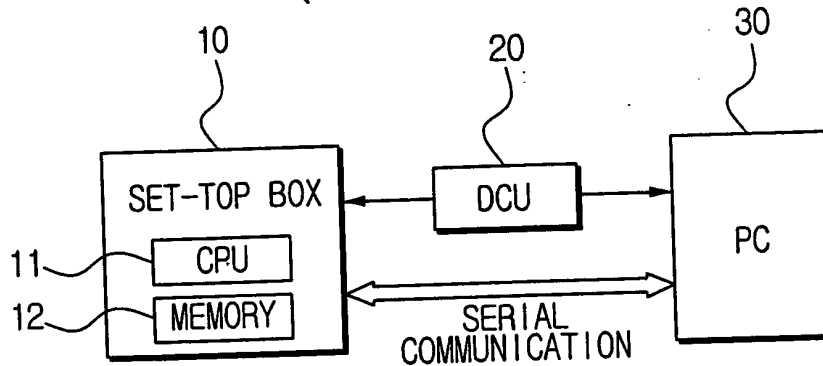 10
20
30
SET-TOP BOX
DCU
PC
11
CPU
12
MEMORY
SERIAL
COMMUNICATION